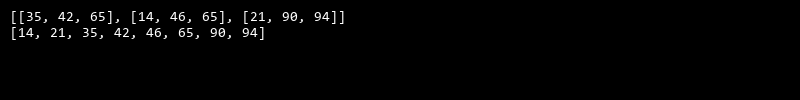 [[35, 42, 65], [14, 46, 65], [21, 90, 94]]
[14, 21, 35, 42, 46, 65, 90, 94]